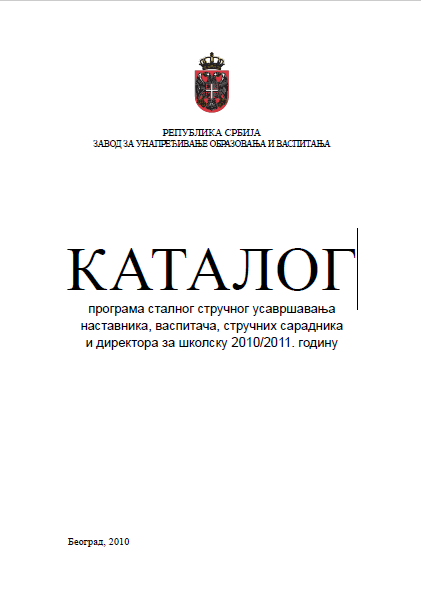 РЕПУБЛИКА СРБИЈА
ЗАВОД ЗА УНАПРЕЂИВАЊЕ ОБРАЗОВАЊА И ВАСПИТАЊА
КАТАЛОГ
програма сталног стручног усавршавања
наставника, васпитача, стручних сарадника
и директора за школску 2010/2011. годину
Београд, 2010